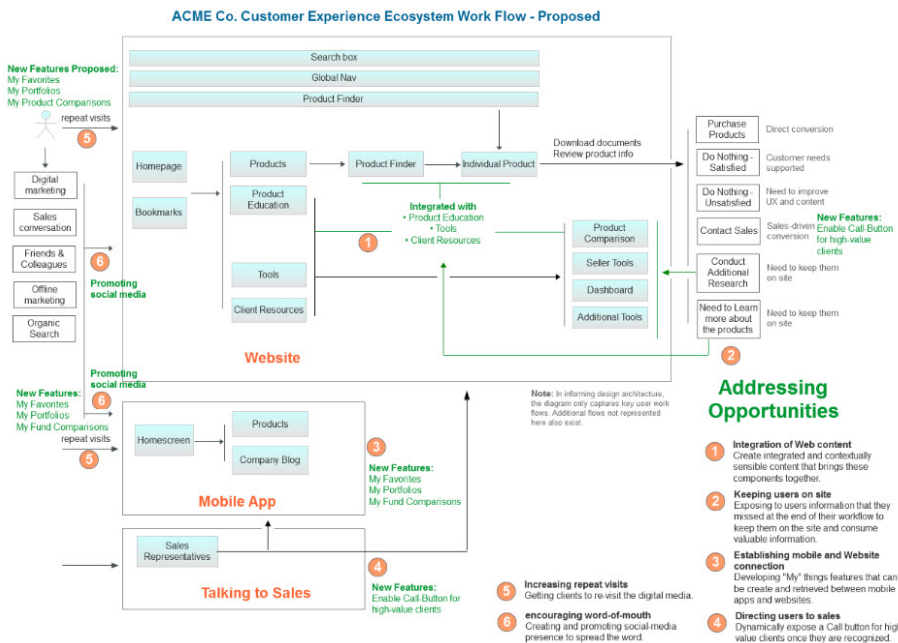 ACME Co. Customer Experience Ecosystem Work Flow - Proposed
New Features Proposed:
My Favorites
My Portfolios
My Product Comparisons
repeat visits
5
Digital
marketing
Sales
conversation
Friends &
Colleagues
Offline
marketing
Organic
Search
6
Promoting
social media
Search box
Global Nav
Product Finder
Homepage
Bookmarks
Products
Product
Education
Tools
Client Resources
Product Finder
Individual Product
Integrated with
• Product Education
• Tools
• Client Resources
1
Product
Comparison
Seller Tools
Dashboard
Additional Tools
Website
Download documents
Review product info
Purchase
Products
Direct conversion
Do Nothing -
Satisfied
Customer needs
supported
Do Nothing -
Unsatisfied
Need to improve
UX and content
Contact Sales
Sales-driven
conversion
New Features:
Enable Call-Button
for high-value
clients
Conduct
Additional
Research
Need to keep them
on site
Need to Learn
more about
the products
Need to keep them
on site
2
Promoting
social media
6
New Features:
My Favorites
My Portfolios
My Fund Comparisons
repeat visits
5
Homescreen
Products
Company Blog
Mobile App
3
New Features:
My Favorites
My Portfolios
My Fund Comparisons
Note: In informing design architecture,
the diagram only captures key user work
flows. Additional flows not represented
here also exist.
Sales
Representatives
Talking to Sales
4
New Features:
Enable Call-Button for
high-value clients
Addressing
Opportunities
1
Integration of Web content
Create integrated and contextually
sensible content that brings these
components together.
2
Keeping users on site
Exposing to users information that they
missed at the end of their workflow to
keep them on the site and consume
valuable information.
3
Establishing mobile and Website
connection
Developing "My" things features that can
be create and retrieved between mobile
apps and websites.
4
Directing users to sales
Dynamically expose a Call button for high
value clients once they are recognized.
5
Increasing repeat visits
Getting clients to re-visit the digital media.
6
encouraging word-of-mouth
Creating and promoting social-media
presence to spread the word.